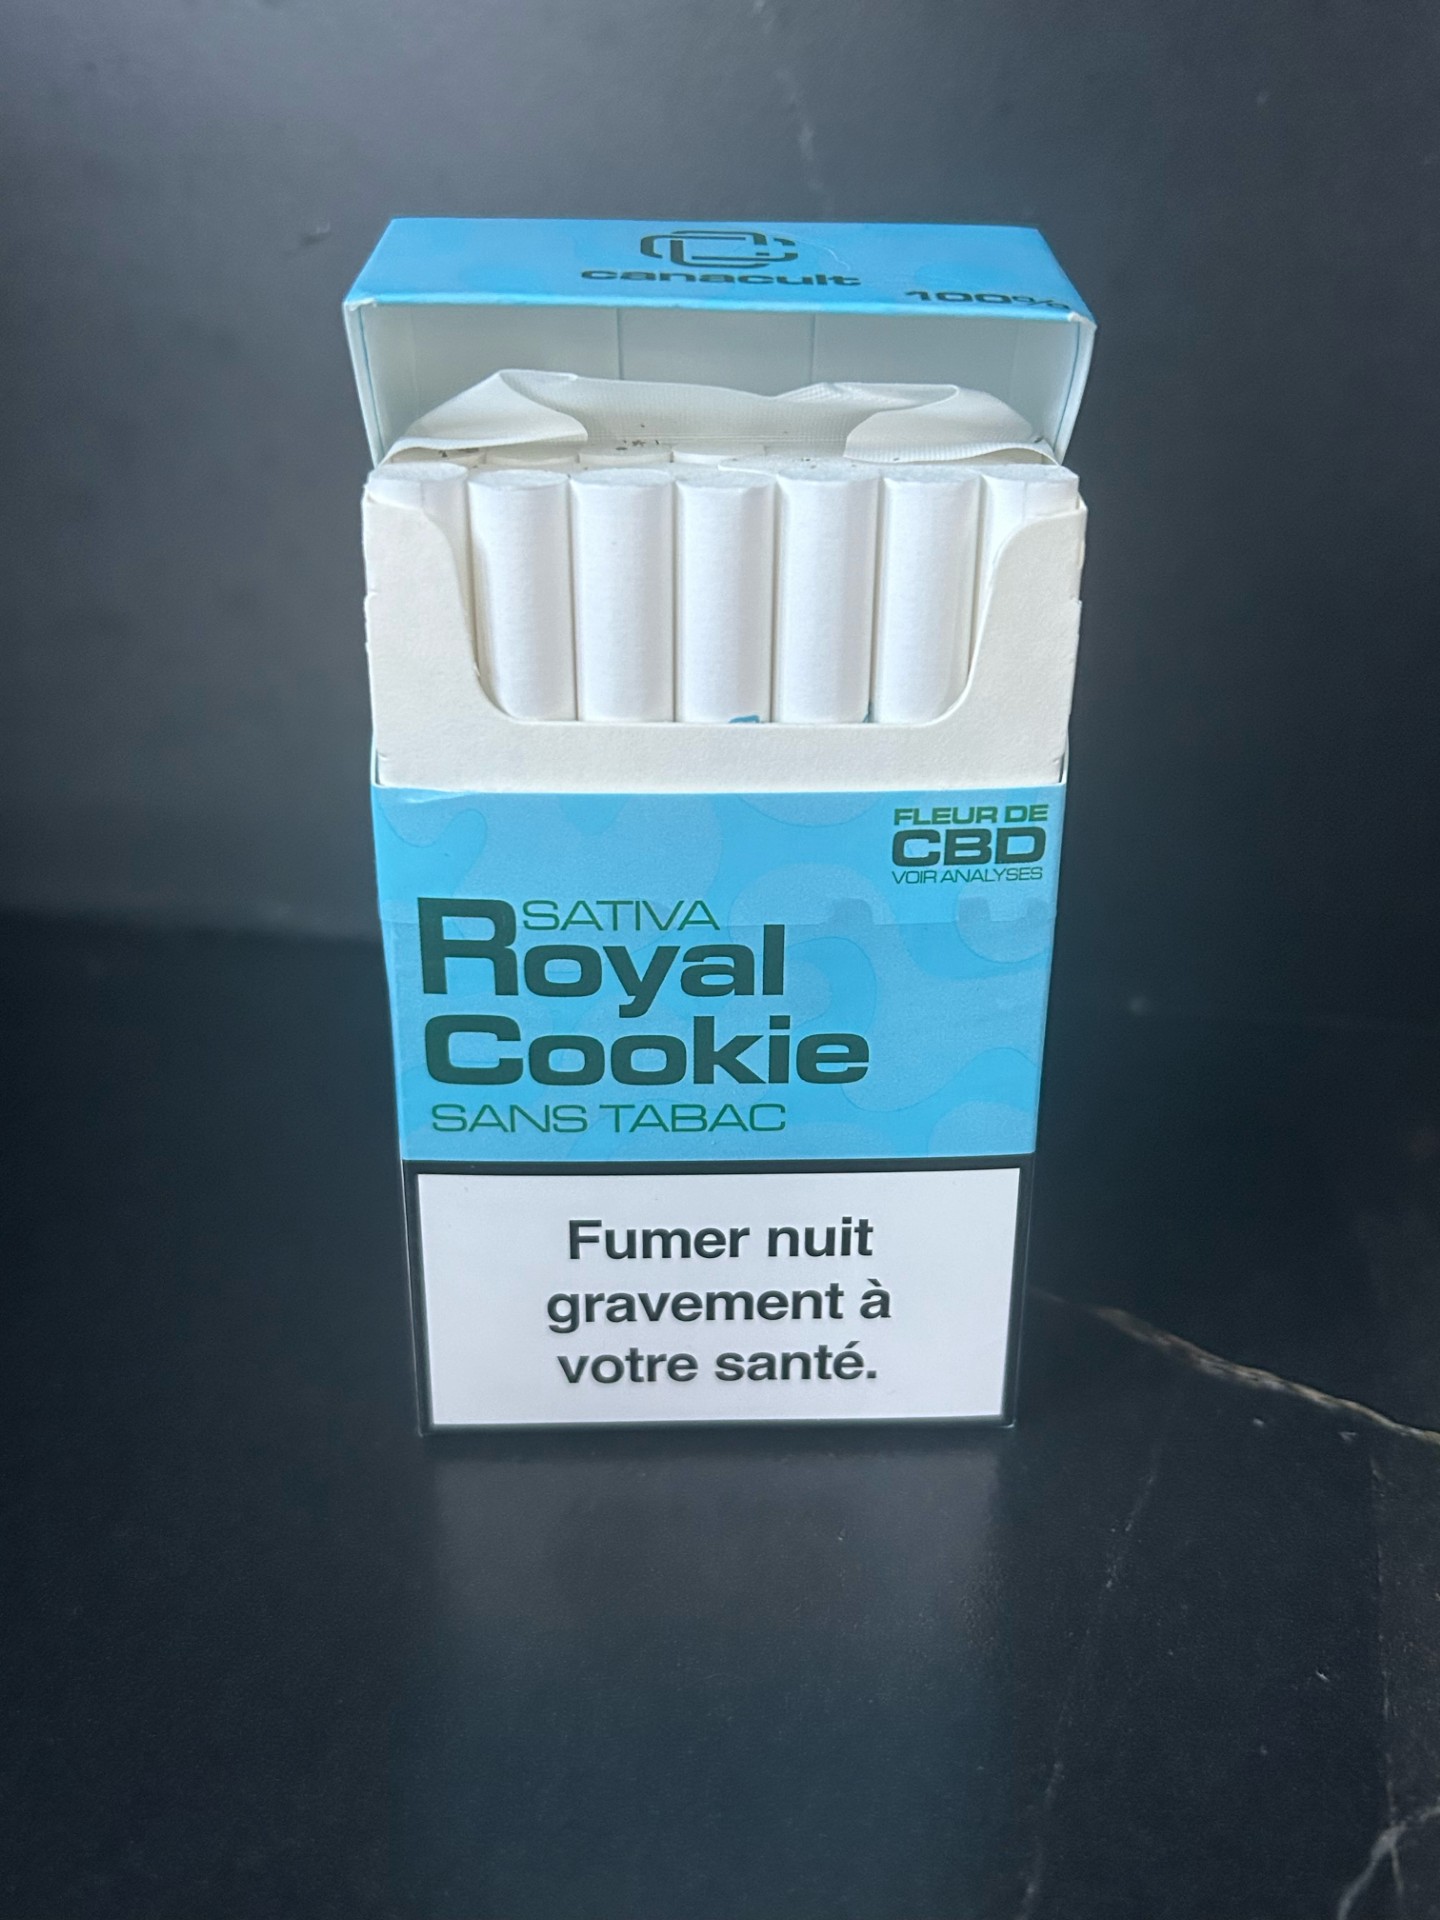 canacult
100%
FLEUR DE
CBD
VOIR ANALYSES
SATIVA
Royal
Cookie
SANS TABAC
Fumer nuit
gravement à
votre santé.